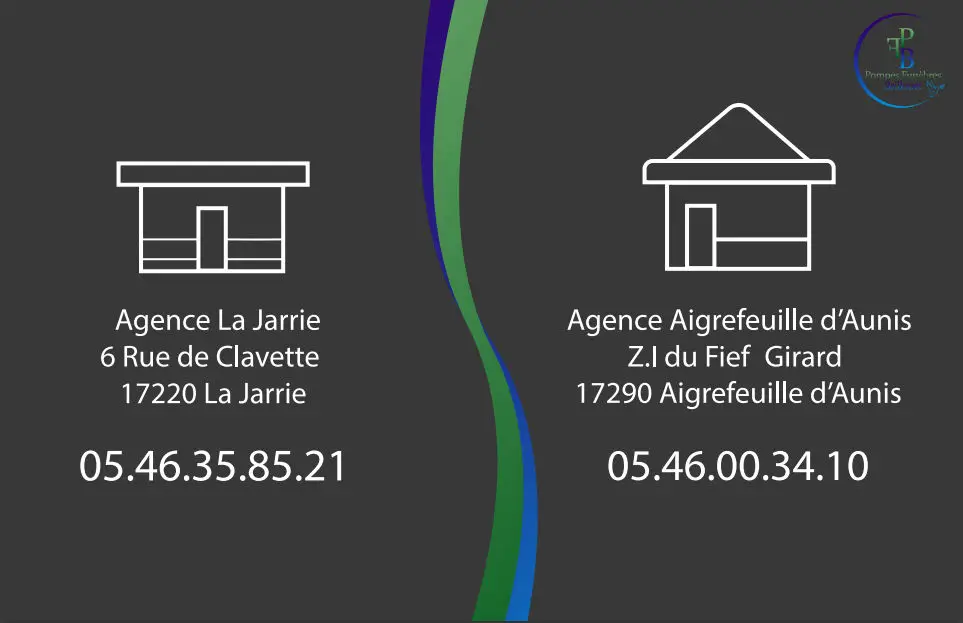 FPB
Pompes Funèbres
Agence La Jarrie
6 Rue de Clavette
17220 La Jarrie
05.46.35.85.21
Agence Aigrefeuille d’Aunis
Z.I du Fief  Girard
17290 Aigrefeuille d’Aunis
05.46.00.34.10